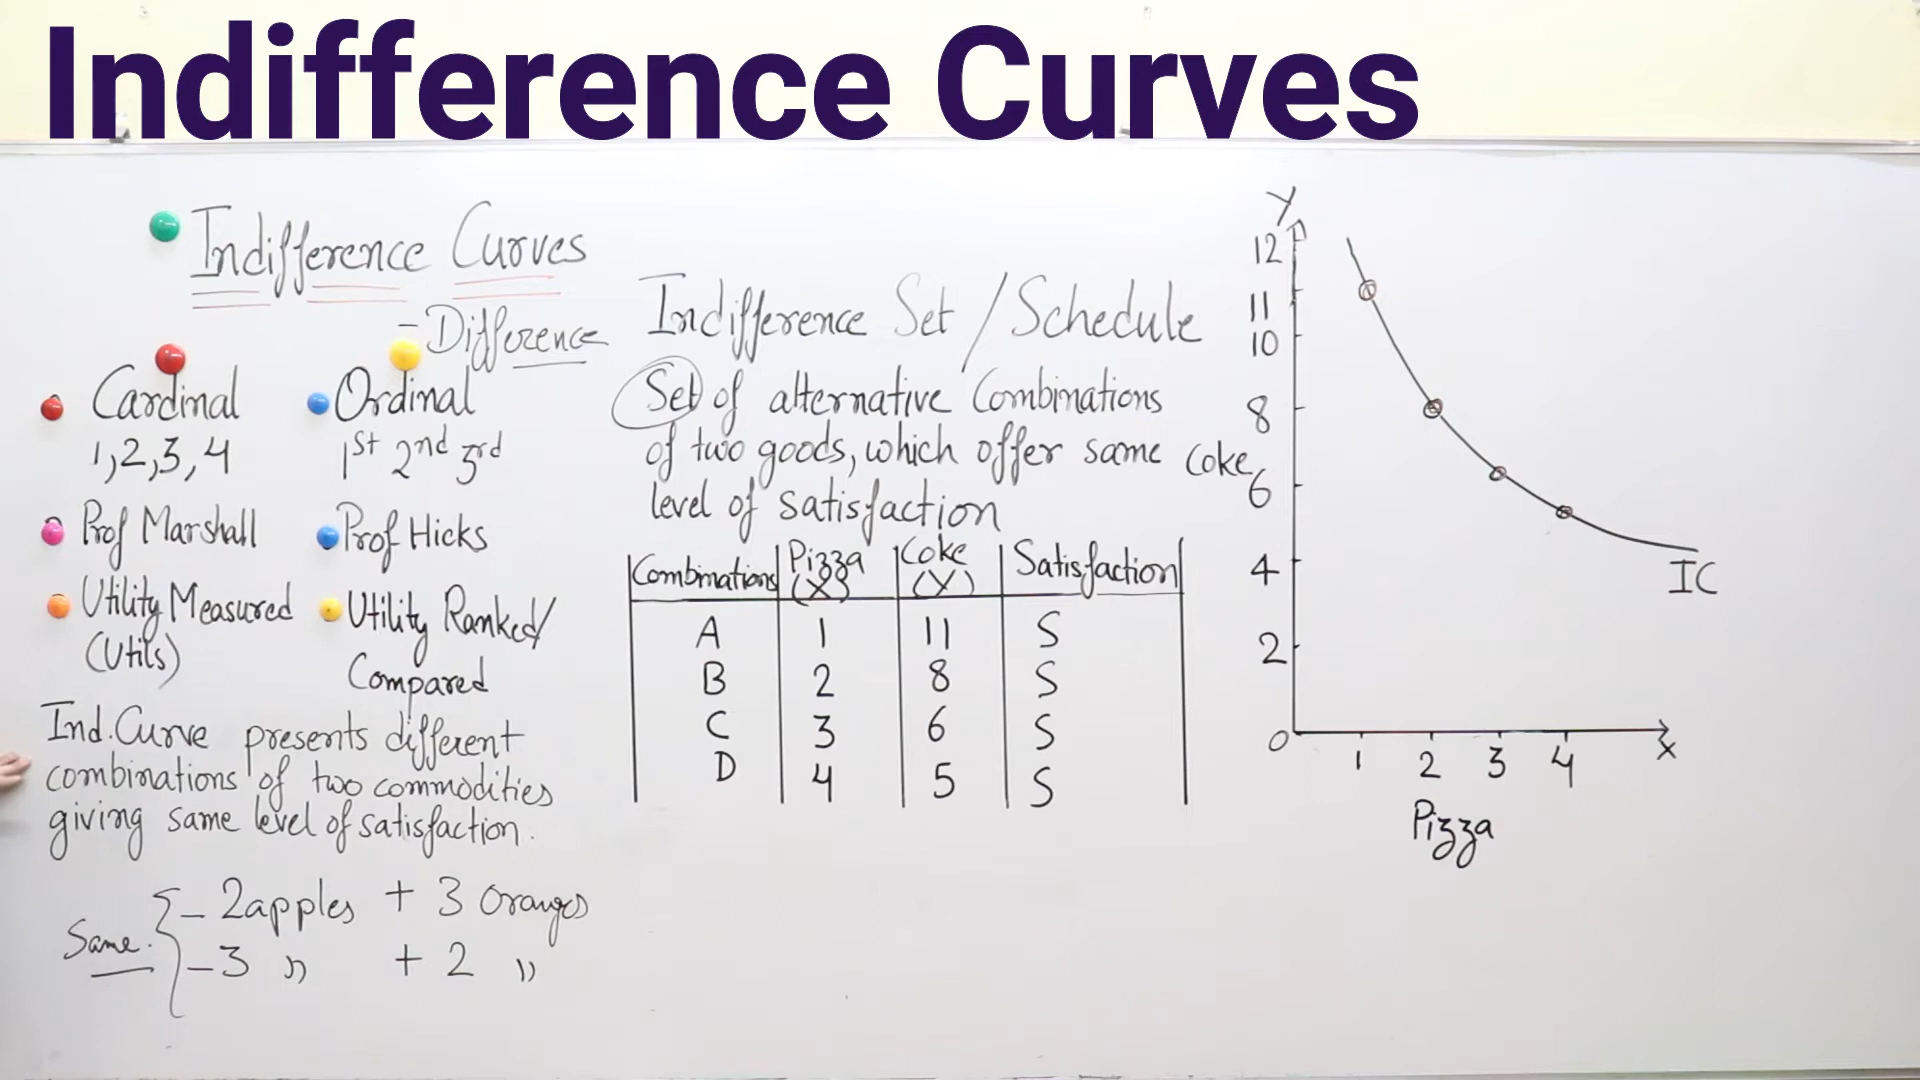 Indifference Curves
Indifference Curves
- Difference
Cardinal
1,2,3,4
Prof Marshall
Utility Measured
(Utils)
Ordinal
1st 2nd 3rd
Prof Hicks
Utility Ranked/
Compared
Ind. Curve presents different
combinations of two commodities
giving same level of satisfaction.
Same
- 2apples + 3 oranges
- 3 " + 2 "
Indifference Set / Schedule
Set of alternative Combinations
of two goods, which offer same
level of satisfaction
Combinations Pizza (X) Coke (Y) Satisfaction
A 1 11 S
B 2 8 S
C 3 6 S
D 4 5 S
Y
12
11
10
8
Coke
6
4
2
0
IC
1 2 3 4 X
Pizza